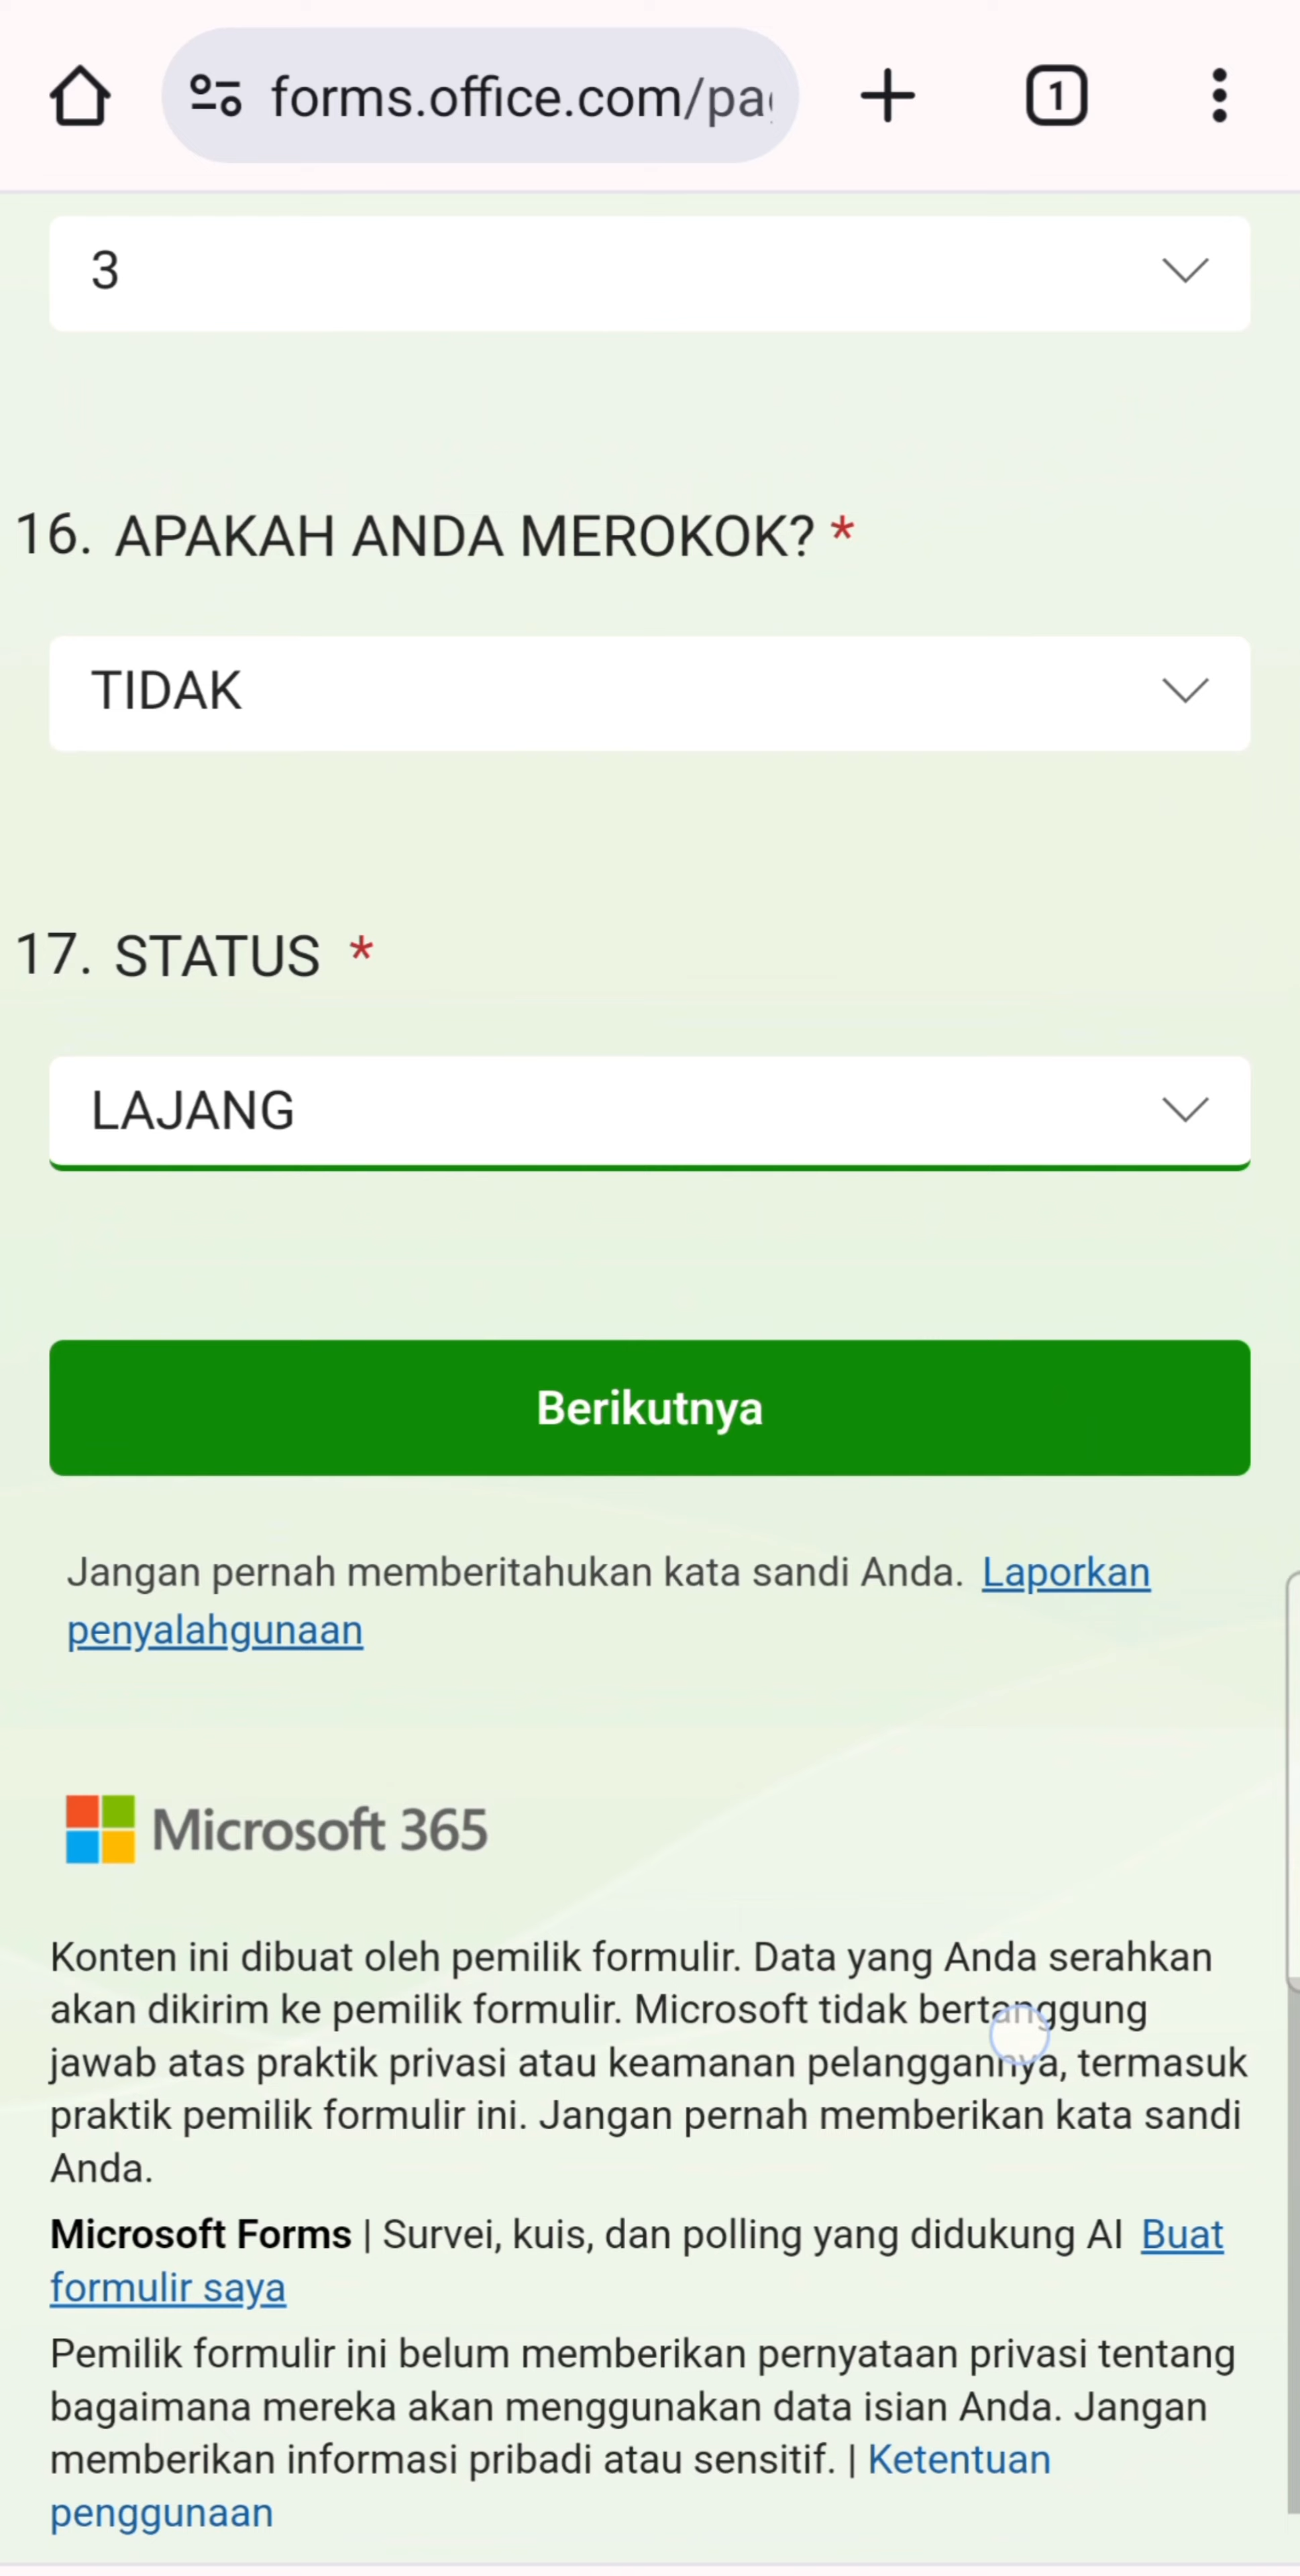 forms.office.com/pa
1
3
16. APAKAH ANDA MEROKOK? *
TIDAK
17. STATUS *
LAJANG
Berikutnya
Jangan pernah memberitahukan kata sandi Anda. Laporkan
penyalahgunaan
Microsoft 365
Konten ini dibuat oleh pemilik formulir. Data yang Anda serahkan
akan dikirim ke pemilik formulir. Microsoft tidak bertanggung
jawab atas praktik privasi atau keamanan pelanggannya, termasuk
praktik pemilik formulir ini. Jangan pernah memberikan kata sandi
Anda.
Microsoft Forms | Survei, kuis, dan polling yang didukung AI Buat
formulir saya
Pemilik formulir ini belum memberikan pernyataan privasi tentang
bagaimana mereka akan menggunakan data isian Anda. Jangan
memberikan informasi pribadi atau sensitif. | Ketentuan
penggunaan